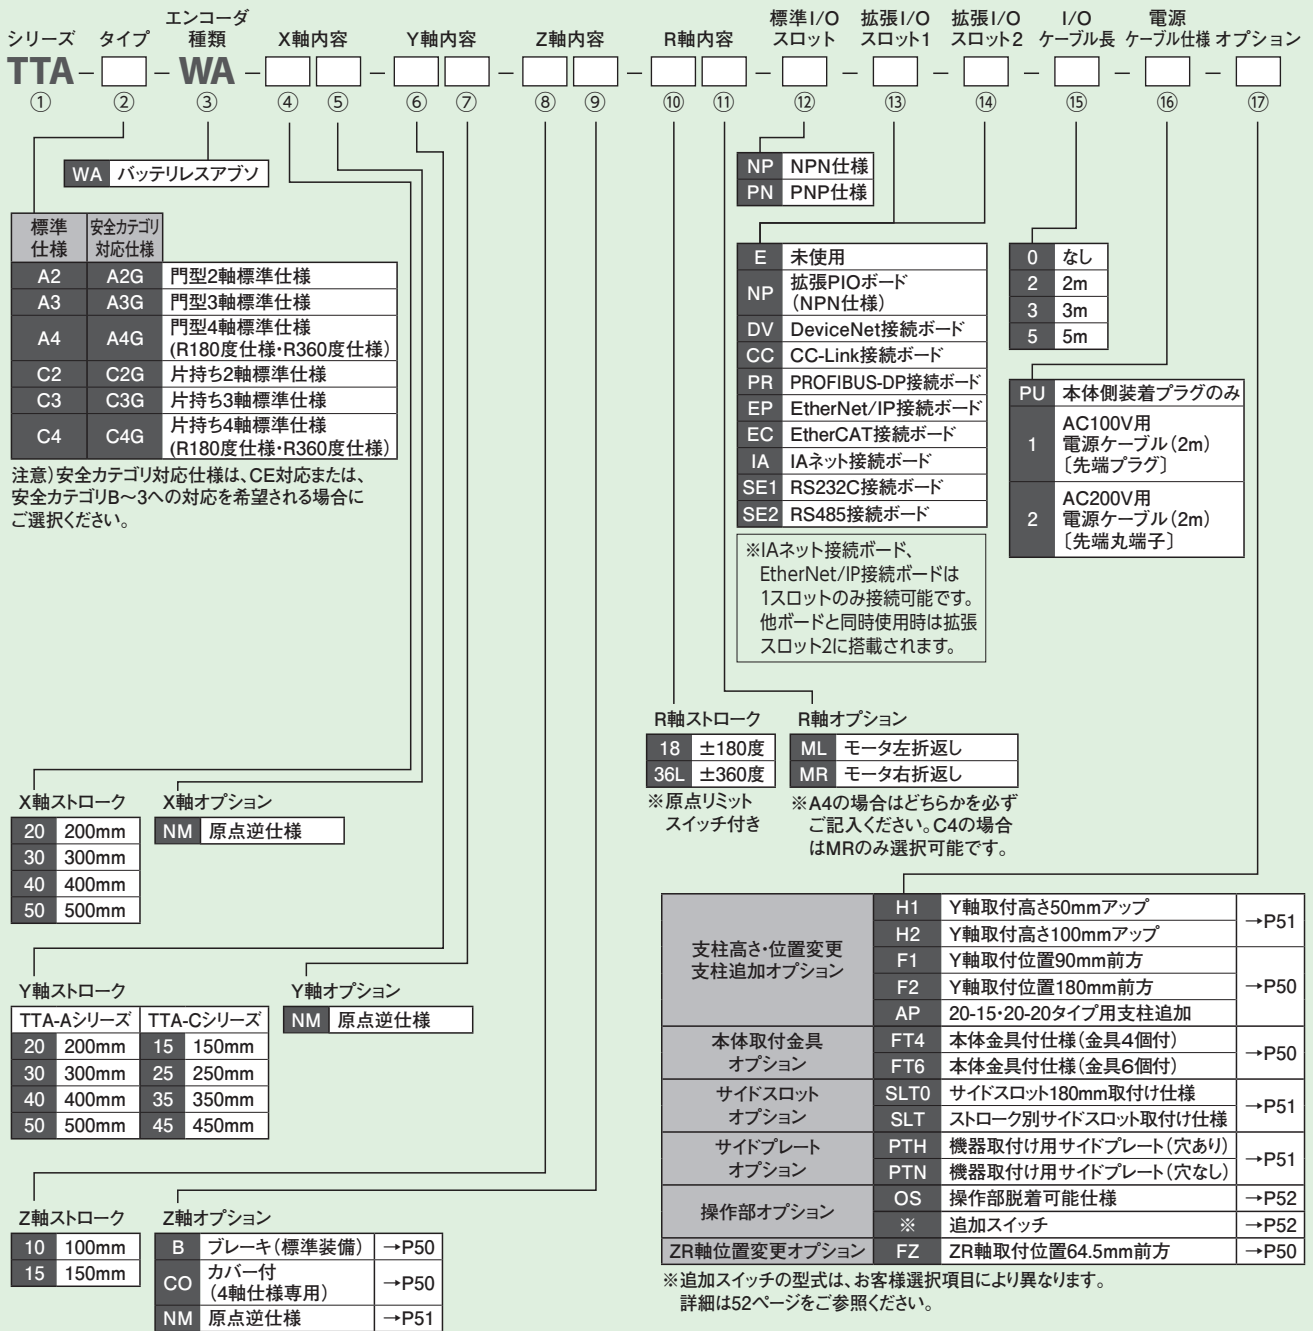 シリーズ タイプ エンコーダ種類 X軸内容 Y軸内容 Z軸内容 R軸内容 標準I/Oスロット 拡張I/Oスロット1 拡張I/Oスロット2 I/Oケーブル長 電源ケーブル仕様 オプション
TTA − − WA − − − − − − − − − −
① ② ③ ④ ⑤ ⑥ ⑦ ⑧ ⑨ ⑩ ⑪ ⑫ ⑬ ⑭ ⑮ ⑯ ⑰
WA バッテリレスアブソ
標準仕様 安全カテゴリ対応仕様
A2 A2G 門型2軸標準仕様
A3 A3G 門型3軸標準仕様
A4 A4G 門型4軸標準仕様
(R180度仕様・R360度仕様)
C2 C2G 片持ち2軸標準仕様
C3 C3G 片持ち3軸標準仕様
C4 C4G 片持ち4軸標準仕様
(R180度仕様・R360度仕様)
注意）安全カテゴリ対応仕様は、CE対応または、
安全カテゴリB～3への対応を希望される場合に
ご選択ください。
NP NPN仕様
PN PNP仕様
E 未使用
NP 拡張PIOボード
（NPN仕様）
DV DeviceNet接続ボード
CC CC-Link接続ボード
PR PROFIBUS-DP接続ボード
EP EtherNet/IP接続ボード
EC EtherCAT接続ボード
IA IAネット接続ボード
SE1 RS232C接続ボード
SE2 RS485接続ボード
※IAネット接続ボード、
EtherNet/IP接続ボードは
1スロットのみ接続可能です。
他ボードと同時使用時は拡張
スロット2に搭載されます。
0 なし
2 2m
3 3m
5 5m
PU 本体側装着プラグのみ
1 AC100V用
電源ケーブル（2m）
〔先端プラグ〕
2 AC200V用
電源ケーブル（2m）
〔先端丸端子〕
R軸ストローク
18 ±180度
36L ±360度
※原点リミット
スイッチ付き
R軸オプション
ML モータ左折返し
MR モータ右折返し
※A4の場合はどちらかを必ず
ご記入ください。C4の場合
はMRのみ選択可能です。
X軸ストローク
20 200mm
30 300mm
40 400mm
50 500mm
X軸オプション
NM 原点逆仕様
Y軸ストローク
TTA-Aシリーズ TTA-Cシリーズ
20 200mm 15 150mm
30 300mm 25 250mm
40 400mm 35 350mm
50 500mm 45 450mm
Y軸オプション
NM 原点逆仕様
Z軸ストローク
10 100mm
15 150mm
Z軸オプション
B ブレーキ（標準装備） →P50
CO カバー付
（4軸仕様専用） →P50
NM 原点逆仕様 →P51
支柱高さ・位置変更
支柱追加オプション
H1 Y軸取付高さ50mmアップ →P51
H2 Y軸取付高さ100mmアップ
F1 Y軸取付位置90mm前方 →P50
F2 Y軸取付位置180mm前方
AP 20-15・20-20タイプ用支柱追加
本体取付金具
オプション
FT4 本体金具付仕様（金具4個付） →P50
FT6 本体金具付仕様（金具6個付）
サイドスロット
オプション
SLT0 サイドスロット180mm取付け仕様 →P51
SLT ストローク別サイドスロット取付け仕様
サイドプレート
オプション
PTH 機器取付け用サイドプレート（穴あり） →P51
PTN 機器取付け用サイドプレート（穴なし）
操作部オプション
OS 操作部脱着可能仕様 →P52
※ 追加スイッチ →P52
ZR軸位置変更オプション FZ ZR軸取付位置64.5mm前方 →P50
※追加スイッチの型式は、お客様選択項目により異なります。
詳細は52ページをご参照ください。